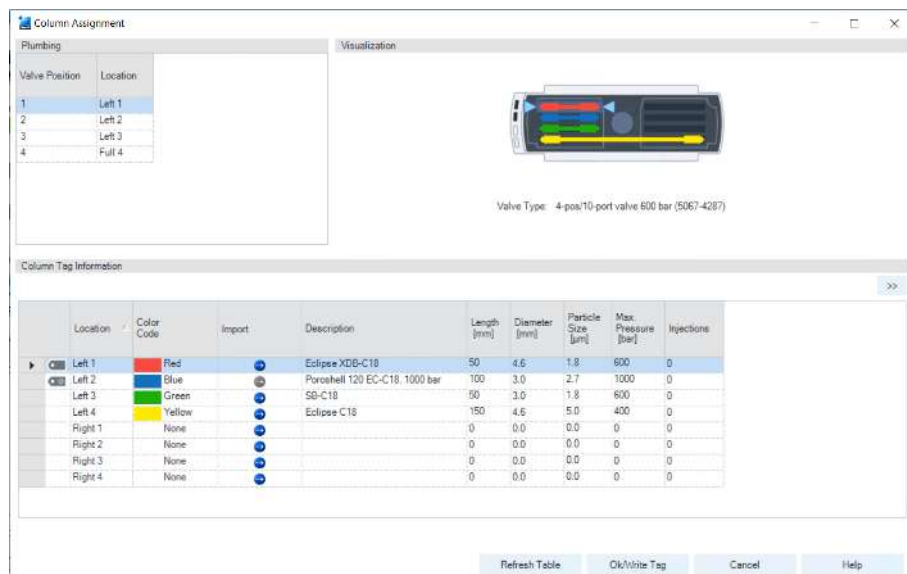 Column Assignment
Plumbing
Visualization
Valve Position Location
1 Left 1
2 Left 2
3 Left 3
4 Full 4
Valve Type: 4-pos/10-port valve 600 bar (5067-4287)
Column Tag Information
>>
Location Color Code Import Description Length [mm] Diameter [mm] Particle Size [µm] Max. Pressure [bar] Injections
Left 1 Red Eclipse XDB-C18 50 4.6 1.8 600 0
Left 2 Blue Poroshell 120 EC-C18, 1000 bar 100 3.0 2.7 1000 0
Left 3 Green SB-C18 50 3.0 1.8 600 0
Left 4 Yellow Eclipse C18 150 4.6 5.0 400 0
Right 1 None 0 0.0 0.0 0 0
Right 2 None 0 0.0 0.0 0 0
Right 3 None 0 0.0 0.0 0 0
Right 4 None 0 0.0 0.0 0 0
Refresh Table Ok/Write Tag Cancel Help